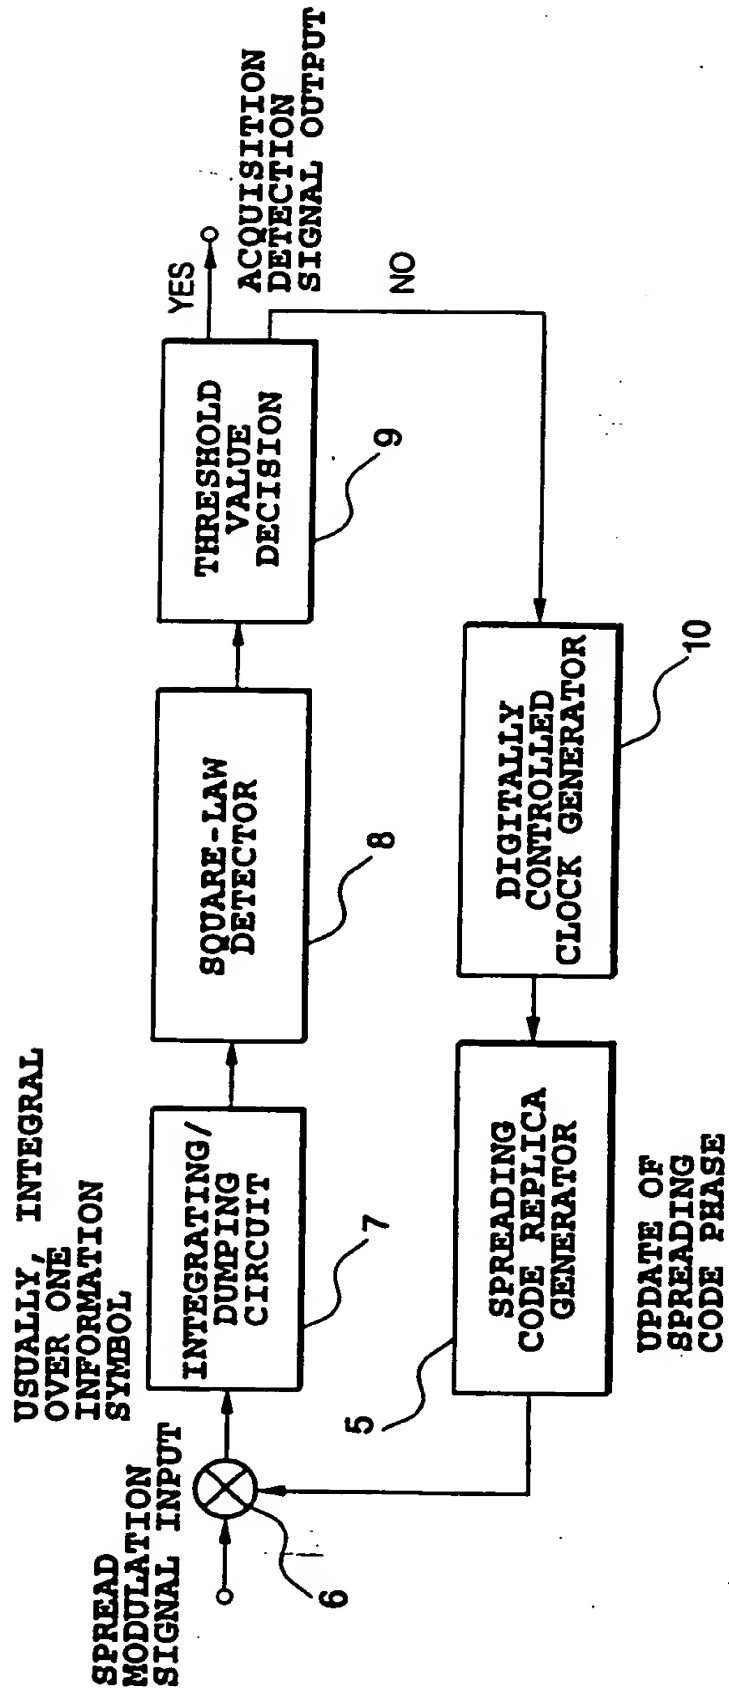 SPREAD
MODULATION
SIGNAL INPUT
6
USUALLY, INTEGRAL
OVER ONE
INFORMATION
SYMBOL
INTEGRATING/
DUMPING
CIRCUIT
7
SQUARE-LAW
DETECTOR
8
THRESHOLD
VALUE
DECISION
9
YES
ACQUISITION
DETECTION
SIGNAL OUTPUT
NO
5
SPREADING
CODE REPLICA
GENERATOR
UPDATE OF
SPREADING
CODE PHASE
DIGITALLY
CONTROLLED
CLOCK GENERATOR
10